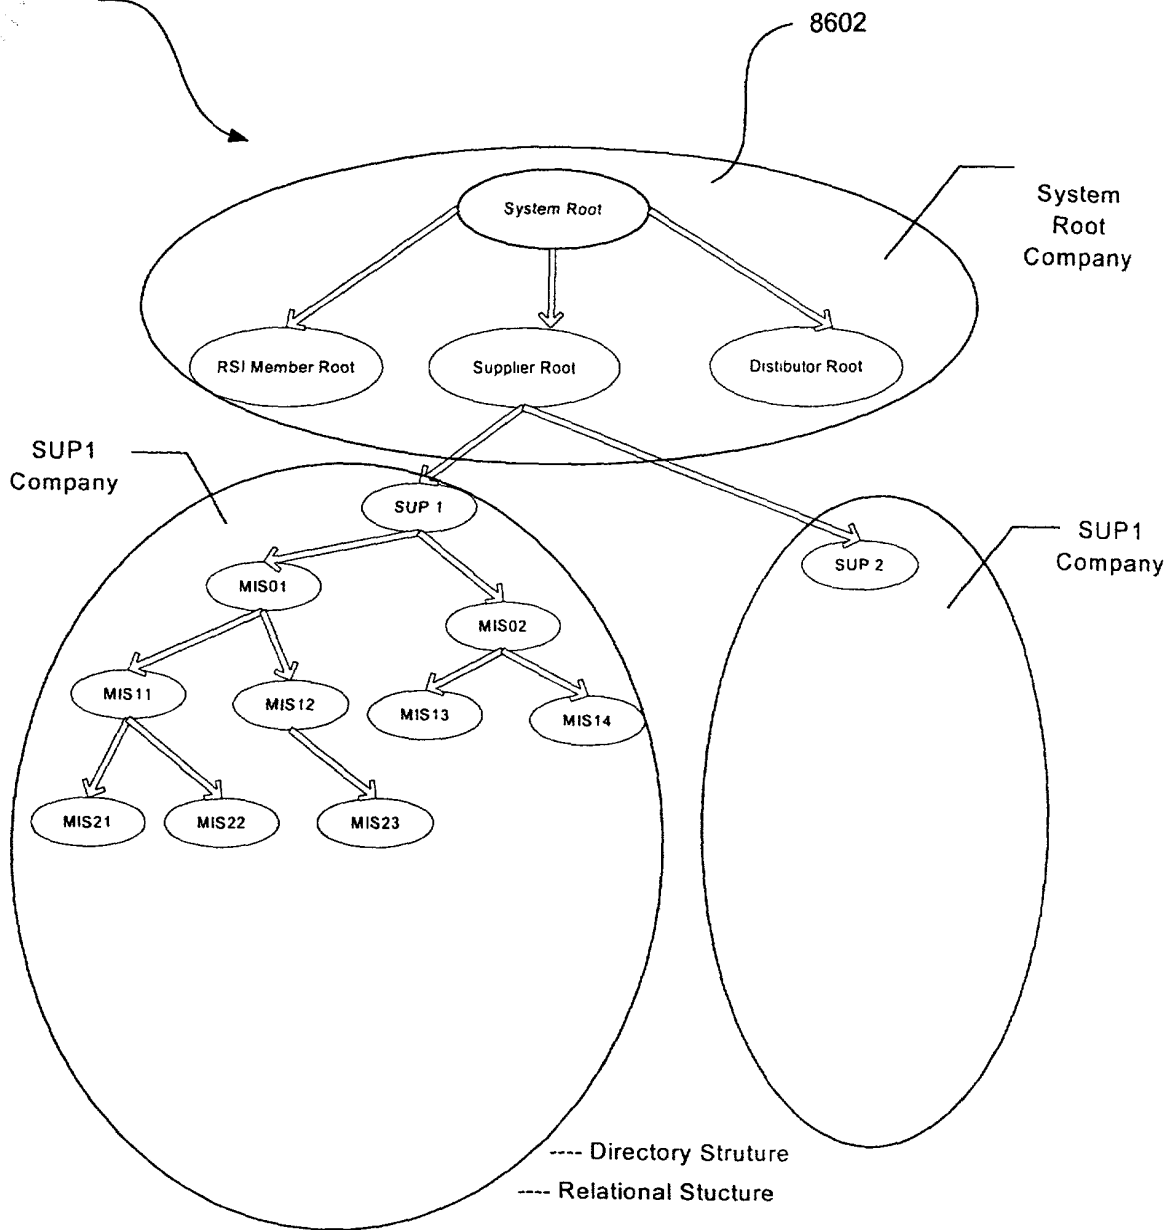 8602
System Root
System
Root
Company
RSI Member Root
Supplier Root
Distibutor Root
SUP1
Company
SUP 1
SUP1
Company
SUP 2
MIS01
MIS02
MIS11
MIS12
MIS13
MIS14
MIS21
MIS22
MIS23
---- Directory Struture
---- Relational Stucture